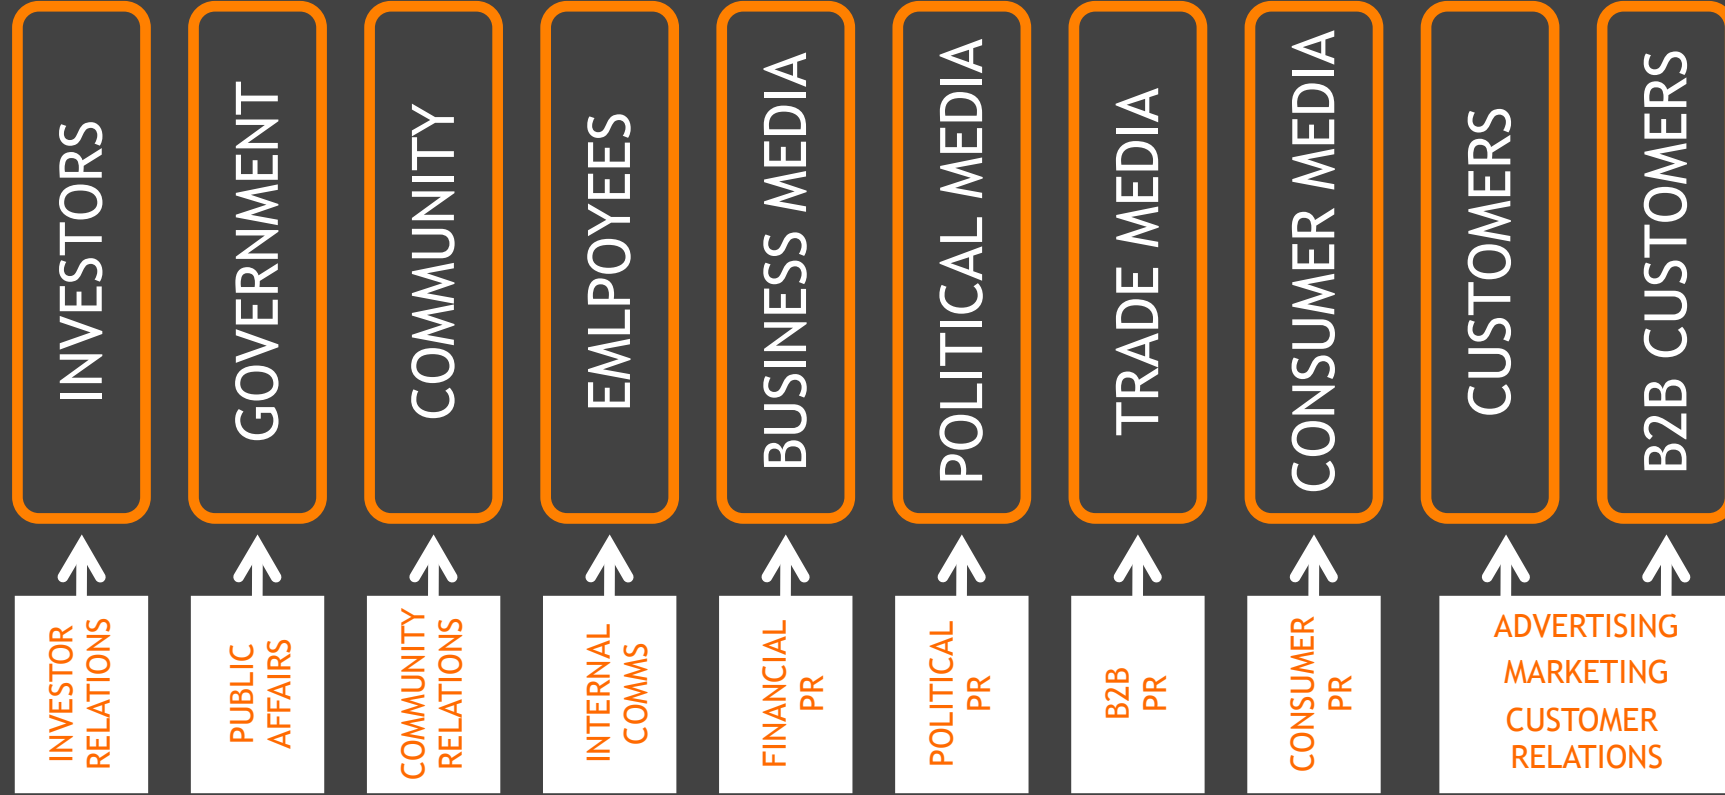 INVESTORS
GOVERNMENT
COMMUNITY
EMLPOYEES
BUSINESS MEDIA
POLITICAL MEDIA
TRADE MEDIA
CONSUMER MEDIA
CUSTOMERS
B2B CUSTOMERS
INVESTOR
RELATIONS
PUBLIC
AFFAIRS
COMMUNITY
RELATIONS
INTERNAL
COMMS
FINANCIAL
PR
POLITICAL
PR
B2B
PR
CONSUMER
PR
ADVERTISING
MARKETING
CUSTOMER
RELATIONS